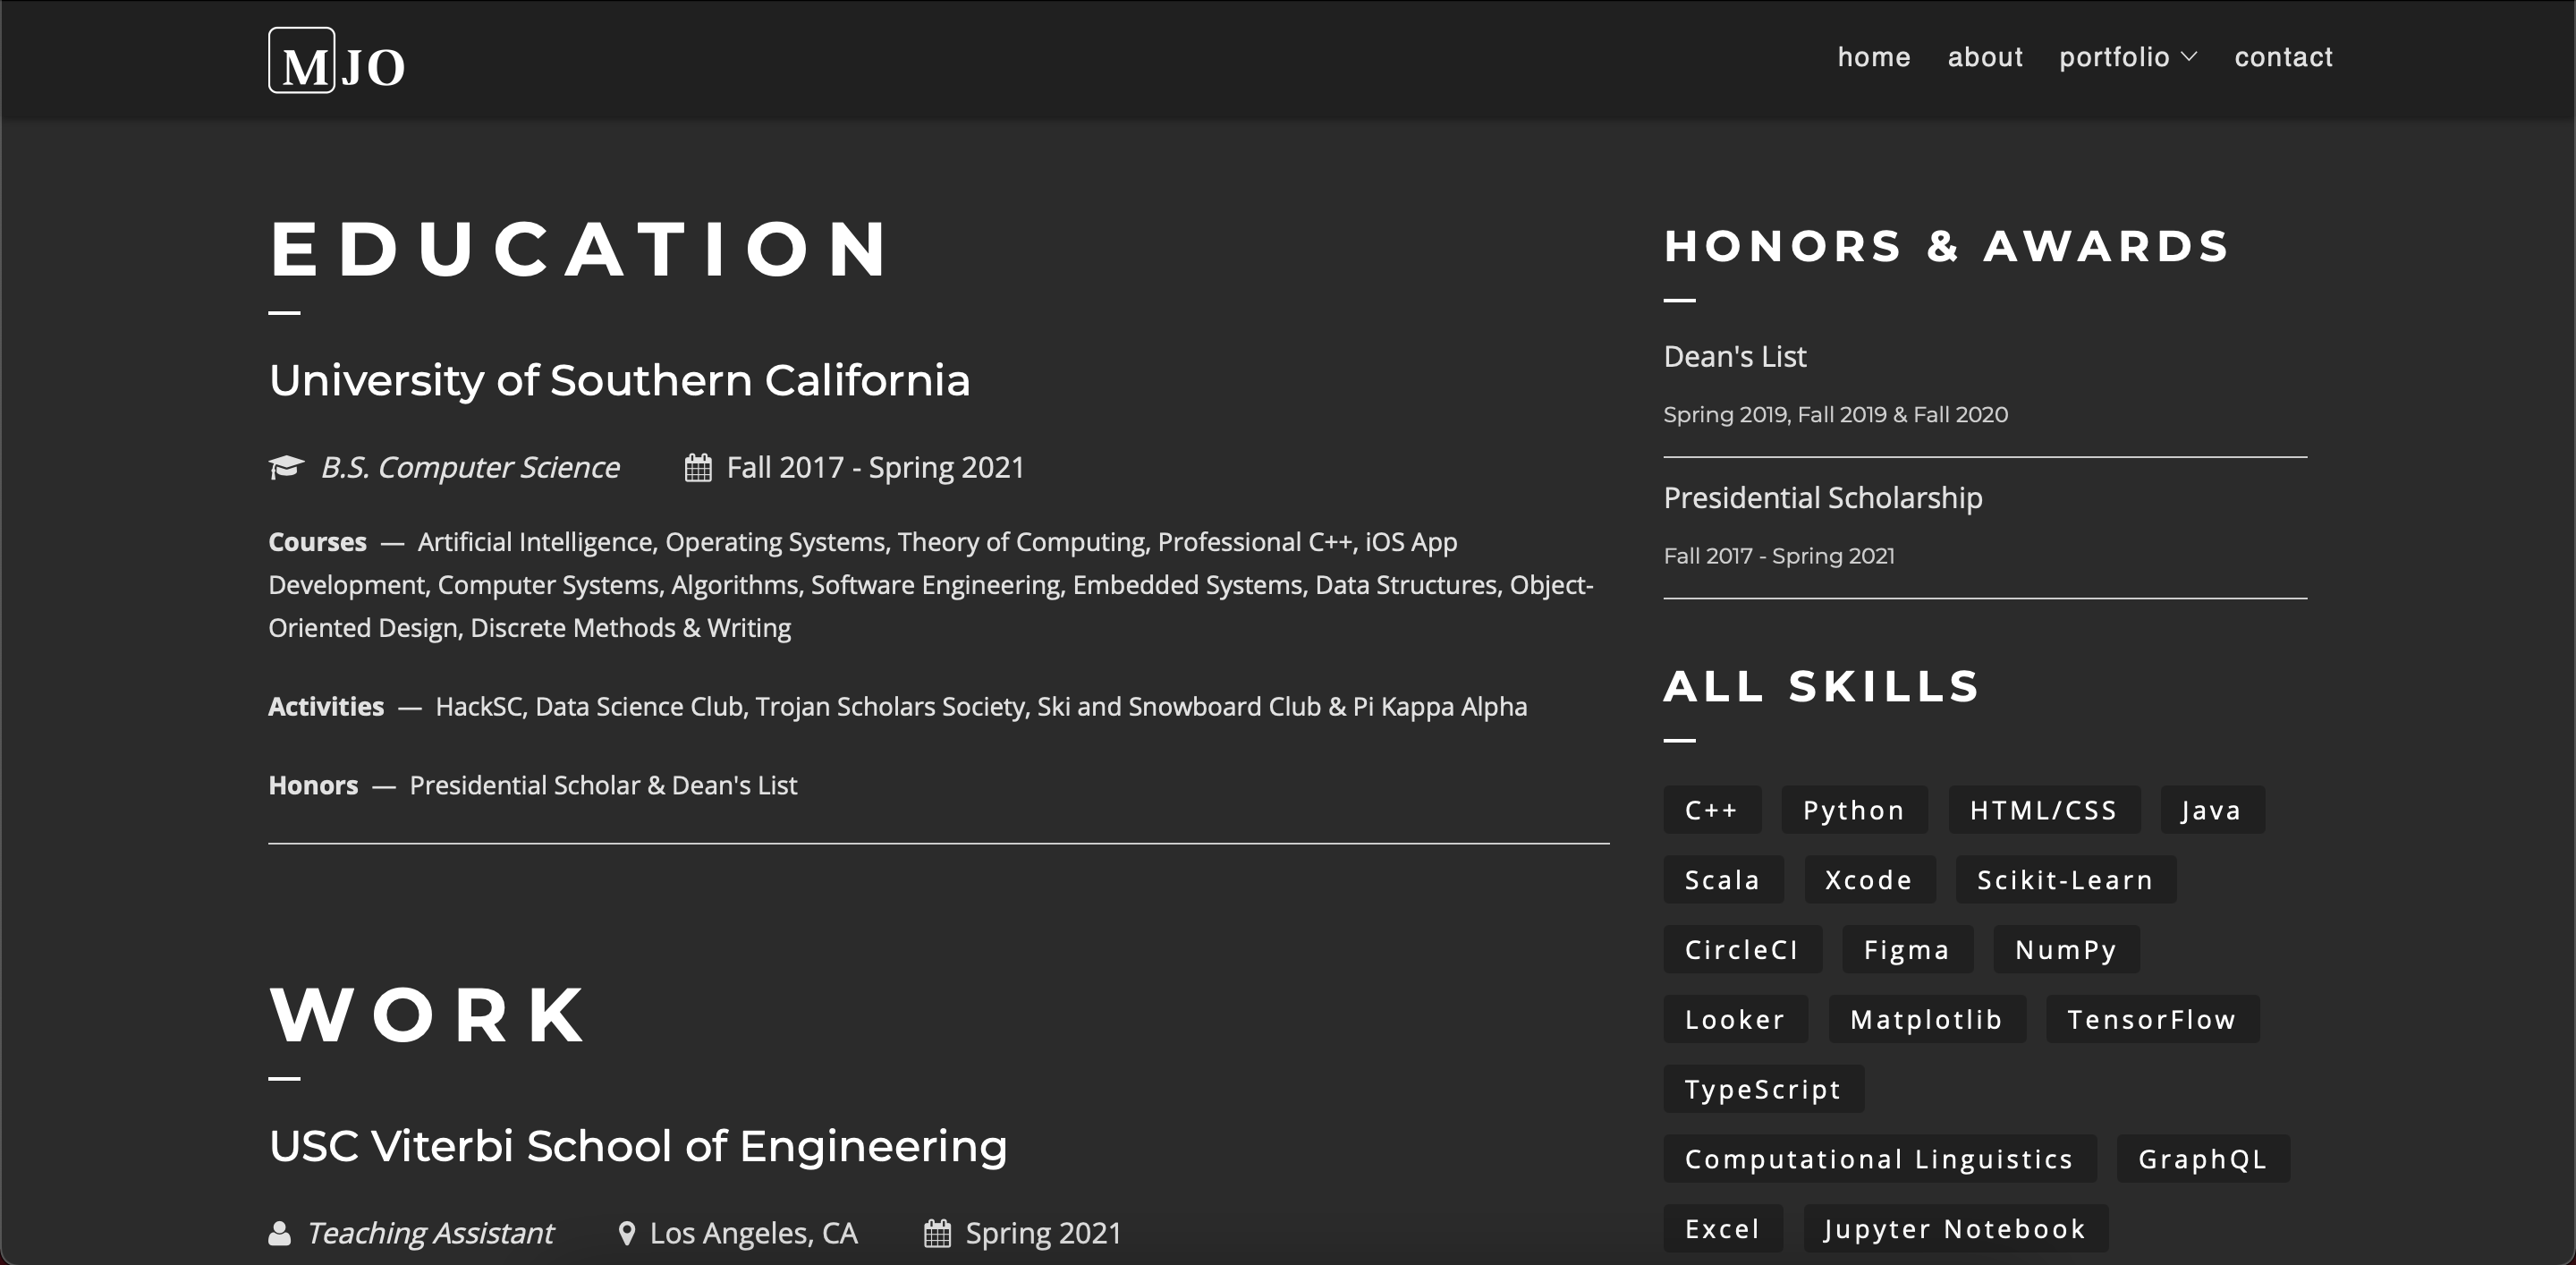 MJO
home about portfolio contact
EDUCATION
University of Southern California
B.S. Computer Science Fall 2017 - Spring 2021
Courses — Artificial Intelligence, Operating Systems, Theory of Computing, Professional C++, iOS App
Development, Computer Systems, Algorithms, Software Engineering, Embedded Systems, Data Structures, Object-
Oriented Design, Discrete Methods & Writing
Activities — HackSC, Data Science Club, Trojan Scholars Society, Ski and Snowboard Club & Pi Kappa Alpha
Honors — Presidential Scholar & Dean's List
WORK
USC Viterbi School of Engineering
Teaching Assistant Los Angeles, CA Spring 2021
HONORS & AWARDS
Dean's List
Spring 2019, Fall 2019 & Fall 2020
Presidential Scholarship
Fall 2017 - Spring 2021
ALL SKILLS
C++ Python HTML/CSS Java
Scala Xcode Scikit-Learn
CircleCI Figma NumPy
Looker Matplotlib TensorFlow
TypeScript
Computational Linguistics GraphQL
Excel Jupyter Notebook